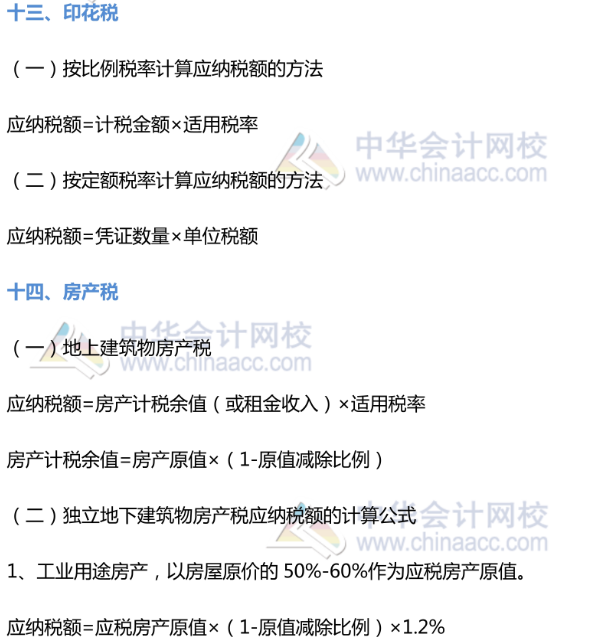 十三、印花税
（一）按比例税率计算应纳税额的方法
应纳税额=计税金额×适用税率
中华会计网校
www.chinaacc.com
（二）按定额税率计算应纳税额的方法
应纳税额=凭证数量×单位税额
十四、房产税
中华会计网校
（一）地上建筑物房产税
www.chinaacc.com
应纳税额=房产计税余值（或租金收入）×适用税率
房产计税余值=房产原值×（1-原值减除比例）
（二）独立地下建筑物房产税应纳税额的计算公式
中华会计网校
www.chinaacc.com
1、工业用途房产，以房屋原价的 50%-60%作为应税房产原值。
应纳税额=应税房产原值×（1-原值减除比例）×1.2%